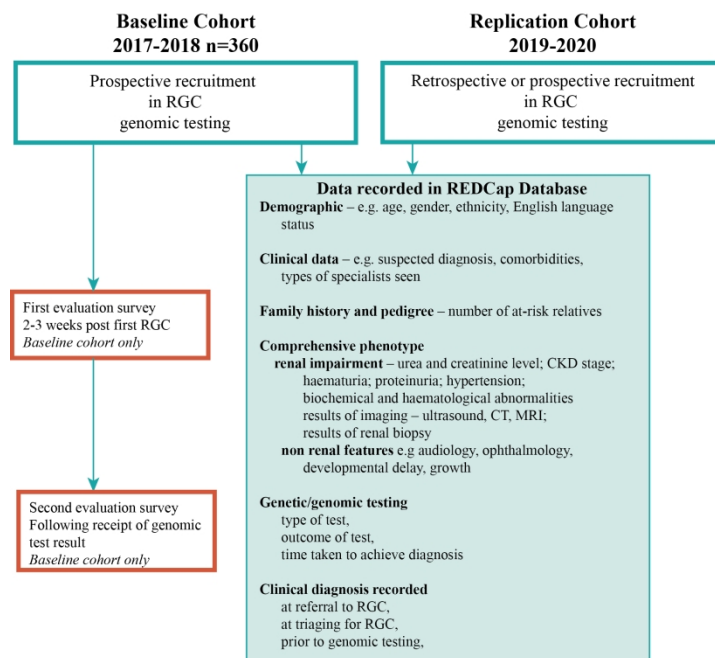 Baseline Cohort
2017-2018 n=360
Replication Cohort
2019-2020
Prospective recruitment
in RGC
genomic testing
Retrospective or prospective recruitment
in RGC
genomic testing
First evaluation survey
2-3 weeks post first RGC
Baseline cohort only
Second evaluation survey
Following receipt of genomic
test result
Baseline cohort only
Data recorded in REDCap Database
Demographic – e.g. age, gender, ethnicity, English language
status
Clinical data – e.g. suspected diagnosis, comorbidities,
types of specialists seen
Family history and pedigree – number of at-risk relatives
Comprehensive phenotype
renal impairment – urea and creatinine level; CKD stage;
haematuria; proteinuria; hypertension;
biochemical and haematological abnormalities
results of imaging – ultrasound, CT, MRI;
results of renal biopsy
non renal features e.g audiology, ophthalmology,
developmental delay, growth
Genetic/genomic testing
type of test,
outcome of test,
time taken to achieve diagnosis
Clinical diagnosis recorded
at referral to RGC,
at triaging for RGC,
prior to genomic testing,